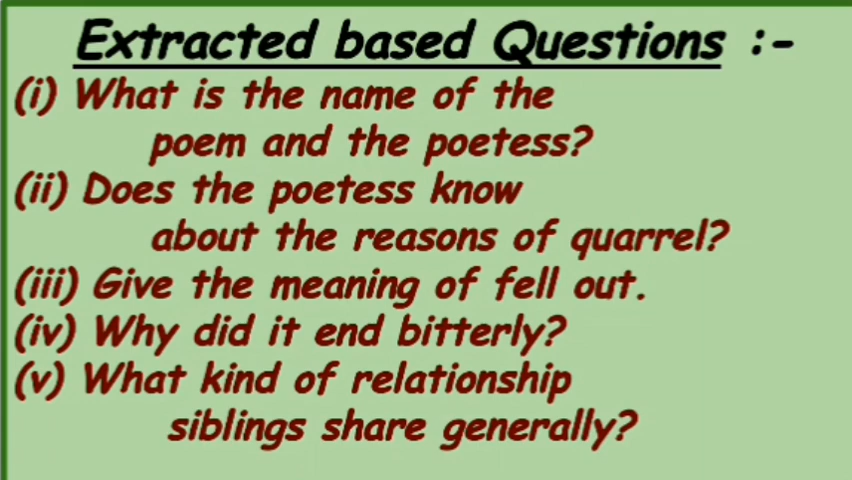 Extracted based Questions :-
(i) What is the name of the
poem and the poetess?
(ii) Does the poetess know
about the reasons of quarrel?
(iii) Give the meaning of fell out.
(iv) Why did it end bitterly?
(v) What kind of relationship
siblings share generally?